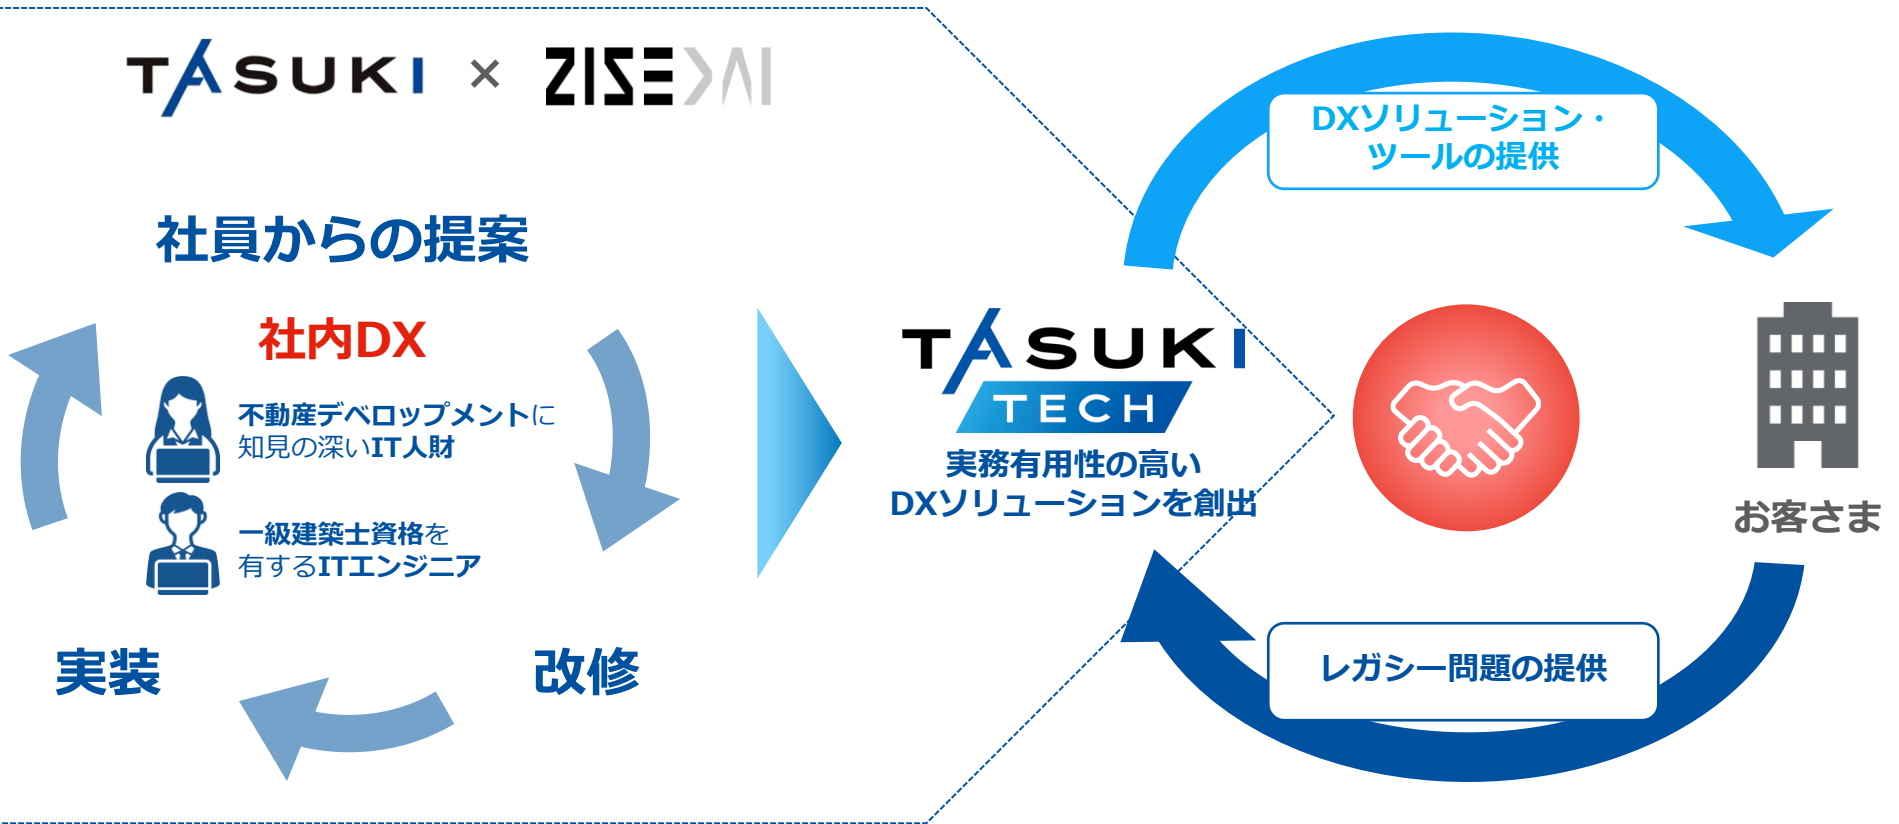 TASUKI × ZISEDAI
社員からの提案
社内DX
不動産デベロップメントに
知見の深いIT人財
一級建築士資格を
有するITエンジニア
実装
改修
TASUKI
TECH
実務有用性の高い
DXソリューションを創出
DXソリューション・
ツールの提供
お客さま
レガシー問題の提供